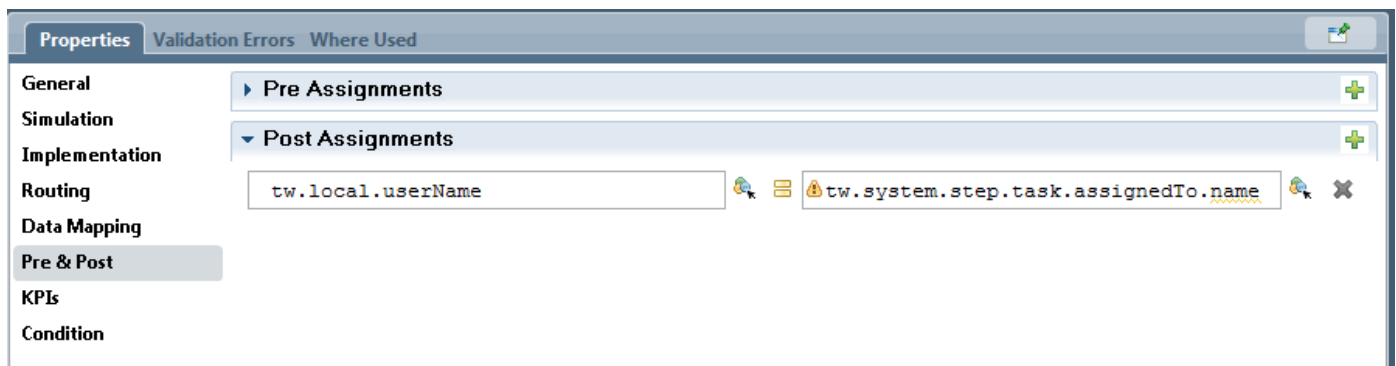 Properties Validation Errors Where Used
General
Simulation
Implementation
Routing
Data Mapping
Pre & Post
KPIs
Condition
Pre Assignments
Post Assignments
tw.local.userName tw.system.step.task.assignedTo.name